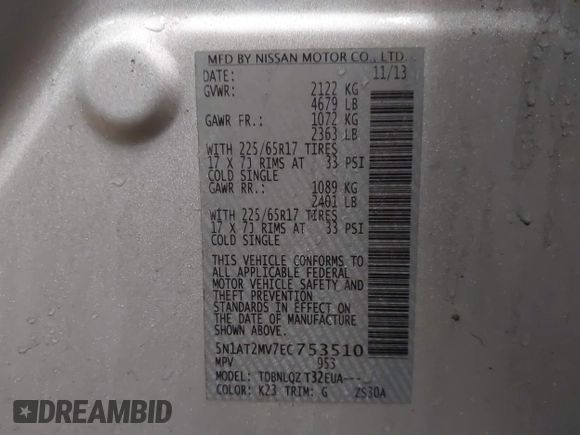 MFD BY NISSAN MOTOR CO., LTD.
DATE: 11/13
GVWR: 2122 KG
4679 LB
GAWR FR.: 1072 KG
2363 LB
WITH 225/65R17 TIRES
17 X 7J RIMS AT 33 PSI
COLD SINGLE
GAWR RR.: 1089 KG
2401 LB
WITH 225/65R17 TIRES
17 X 7J RIMS AT 33 PSI
COLD SINGLE
THIS VEHICLE CONFORMS TO
ALL APPLICABLE FEDERAL
MOTOR VEHICLE SAFETY AND
THEFT PREVENTION
STANDARDS IN EFFECT ON
THE DATE OF MANUFACTURE
SHOWN ABOVE.
5N1AT2MV7EC753510
MPV 953
MODEL: TDBNLQZ T32EUA---
COLOR: K23 TRIM: G ZS30A
DREAMBID